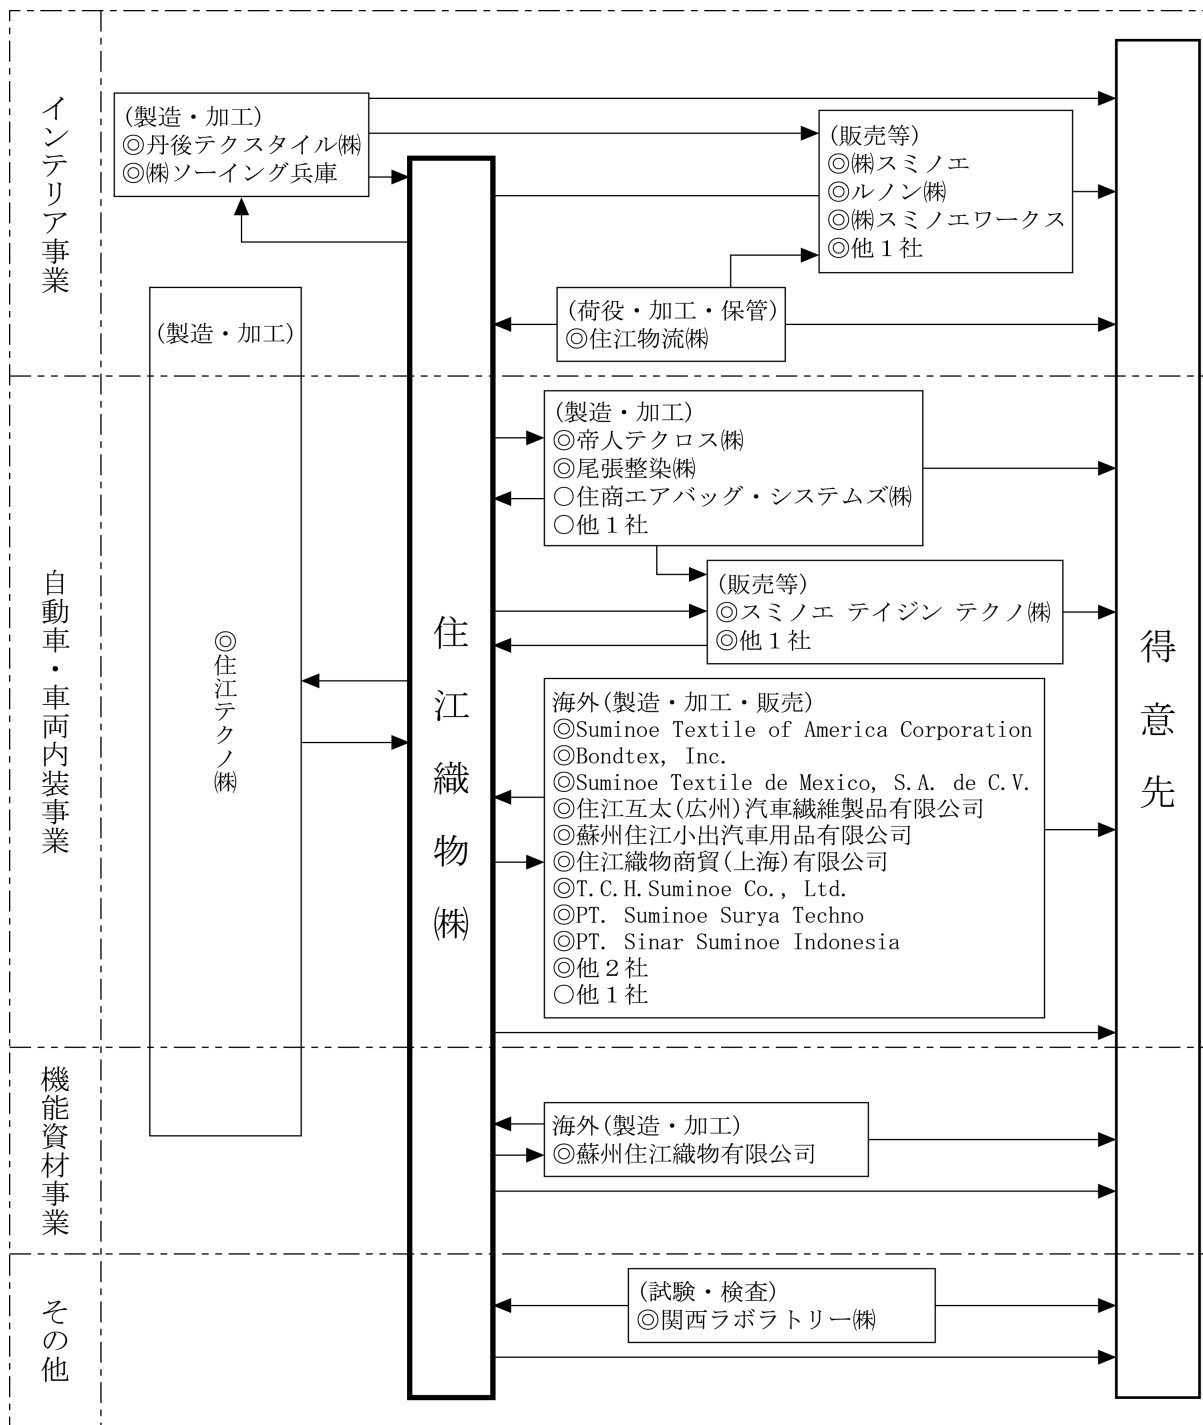 インテリア事業
(製造・加工)
◎丹後テクスタイル㈱
◎㈱ソーイング兵庫
(販売等)
◎㈱スミノエ
◎ルノン㈱
◎㈱スミノエワークス
◎他１社
(荷役・加工・保管)
◎住江物流㈱
(製造・加工)
◎住江テクノ㈱
住江織物㈱
得意先
自動車・車両内装事業
(製造・加工)
◎帝人テクロス㈱
◎尾張整染㈱
○住商エアバッグ・システムズ㈱
○他１社
(販売等)
◎スミノエ テイジン テクノ㈱
◎他１社
海外(製造・加工・販売)
◎Suminoe Textile of America Corporation
◎Bondtex, Inc.
◎Suminoe Textile de Mexico, S.A. de C.V.
◎住江互太(広州)汽車繊維製品有限公司
◎蘇州住江小出汽車用品有限公司
◎住江織物商貿(上海)有限公司
◎T.C.H.Suminoe Co., Ltd.
◎PT. Suminoe Surya Techno
◎PT. Sinar Suminoe Indonesia
◎他２社
○他１社
機能資材事業
海外(製造・加工)
◎蘇州住江織物有限公司
その他
(試験・検査)
◎関西ラボラトリー㈱